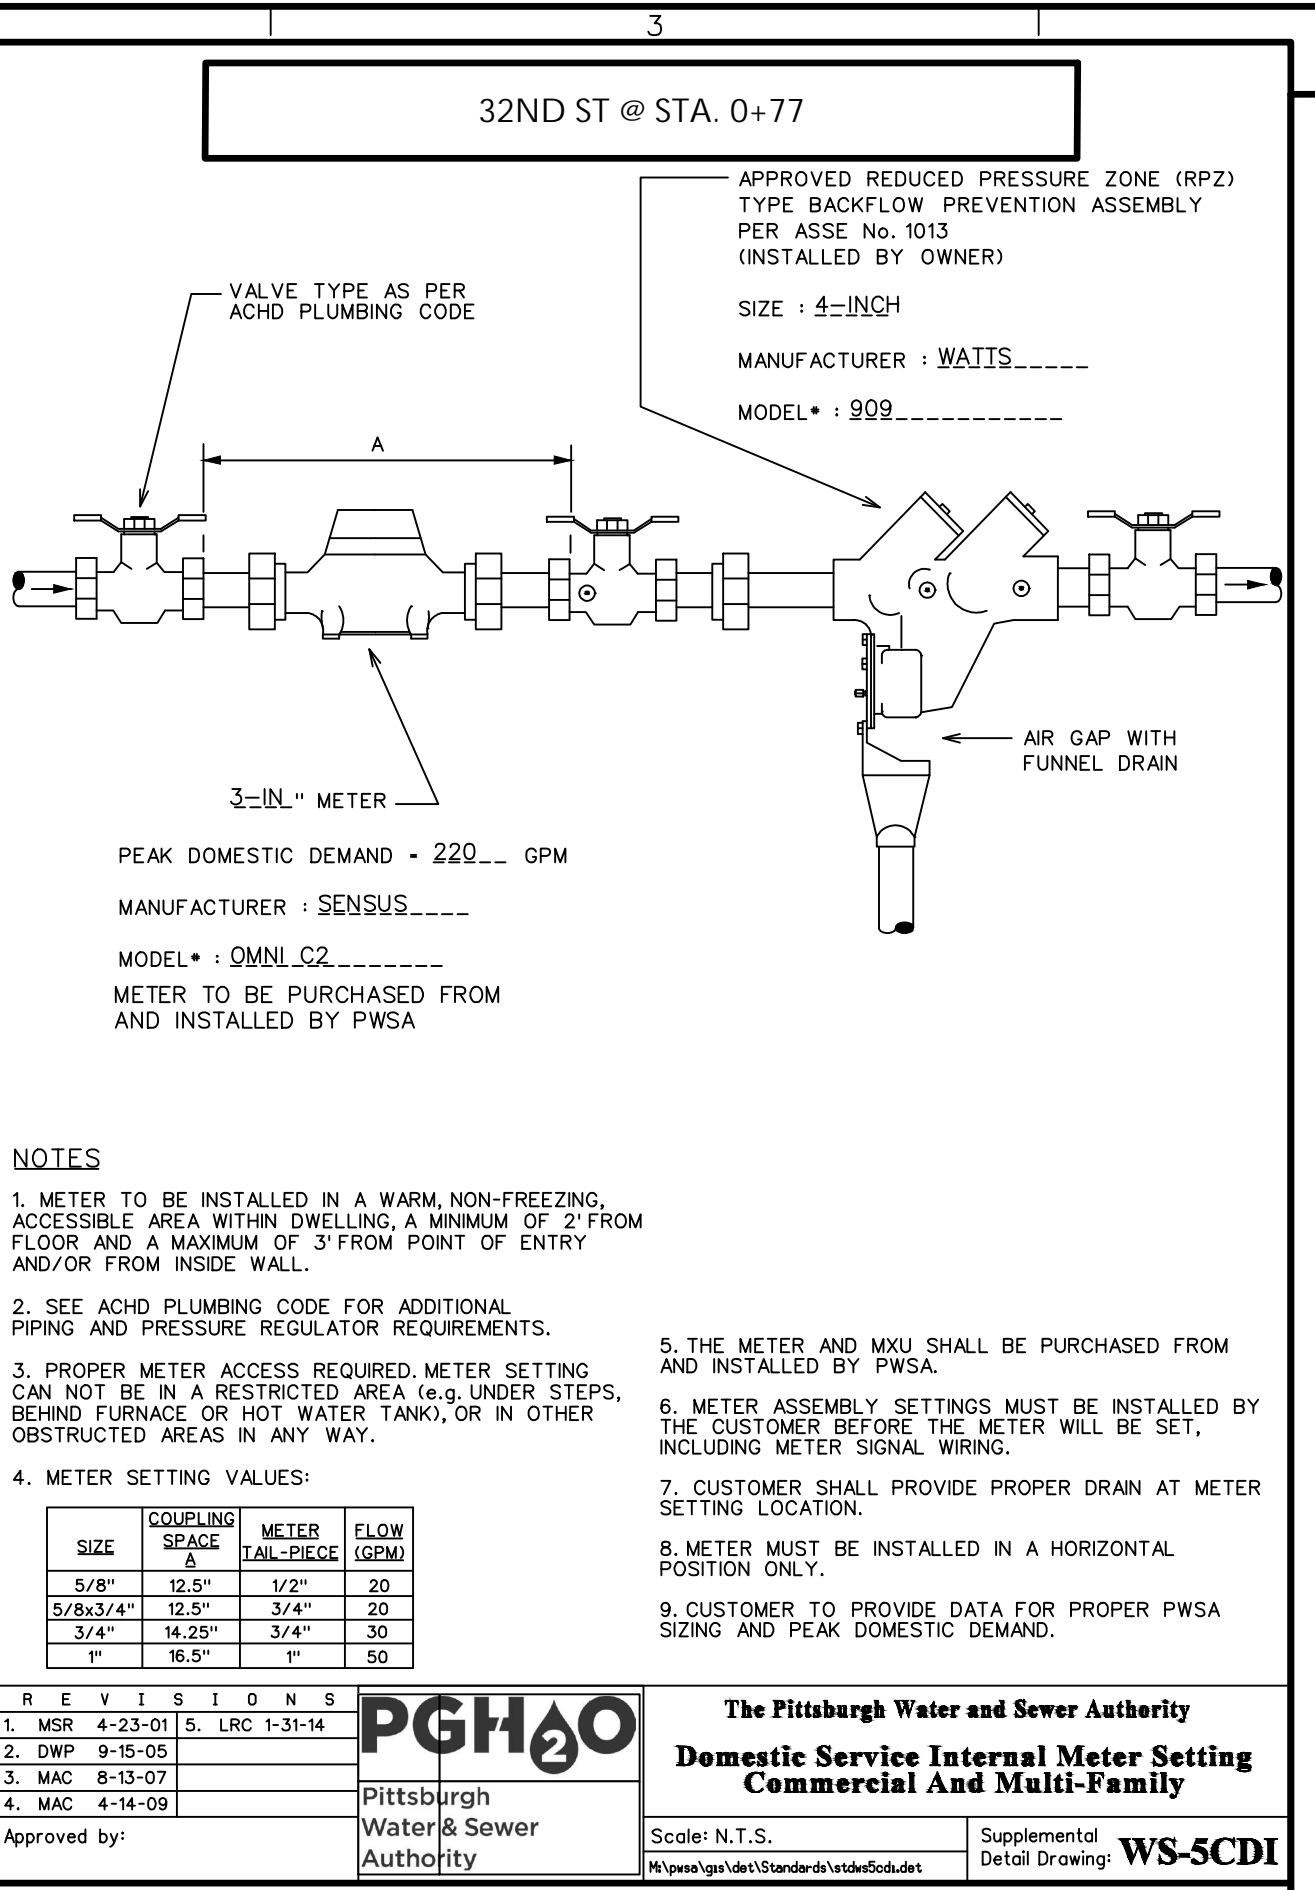 3
32ND ST @ STA. 0+77
APPROVED REDUCED PRESSURE ZONE (RPZ)
TYPE BACKFLOW PREVENTION ASSEMBLY
PER ASSE No. 1013
(INSTALLED BY OWNER)
SIZE : 4-INCH
MANUFACTURER : WATTS_____
MODEL# : 909____________
VALVE TYPE AS PER
ACHD PLUMBING CODE
A
AIR GAP WITH
FUNNEL DRAIN
3-IN_" METER
PEAK DOMESTIC DEMAND - 220__ GPM
MANUFACTURER : SENSUS____
MODEL# : OMNI_C2________
METER TO BE PURCHASED FROM
AND INSTALLED BY PWSA
NOTES
1. METER TO BE INSTALLED IN A WARM, NON-FREEZING,
ACCESSIBLE AREA WITHIN DWELLING, A MINIMUM OF 2' FROM
FLOOR AND A MAXIMUM OF 3' FROM POINT OF ENTRY
AND/OR FROM INSIDE WALL.
2. SEE ACHD PLUMBING CODE FOR ADDITIONAL
PIPING AND PRESSURE REGULATOR REQUIREMENTS.
3. PROPER METER ACCESS REQUIRED. METER SETTING
CAN NOT BE IN A RESTRICTED AREA (e.g. UNDER STEPS,
BEHIND FURNACE OR HOT WATER TANK), OR IN OTHER
OBSTRUCTED AREAS IN ANY WAY.
4. METER SETTING VALUES:
SIZE COUPLING SPACE A METER TAIL-PIECE FLOW (GPM)
5/8" 12.5" 1/2" 20
5/8x3/4" 12.5" 3/4" 20
3/4" 14.25" 3/4" 30
1" 16.5" 1" 50
5. THE METER AND MXU SHALL BE PURCHASED FROM
AND INSTALLED BY PWSA.
6. METER ASSEMBLY SETTINGS MUST BE INSTALLED BY
THE CUSTOMER BEFORE THE METER WILL BE SET,
INCLUDING METER SIGNAL WIRING.
7. CUSTOMER SHALL PROVIDE PROPER DRAIN AT METER
SETTING LOCATION.
8. METER MUST BE INSTALLED IN A HORIZONTAL
POSITION ONLY.
9. CUSTOMER TO PROVIDE DATA FOR PROPER PWSA
SIZING AND PEAK DOMESTIC DEMAND.
REVISIONS
1. MSR 4-23-01 5. LRC 1-31-14
2. DWP 9-15-05
3. MAC 8-13-07
4. MAC 4-14-09
Approved by:
PGH2O
Pittsburgh
Water & Sewer
Authority
The Pittsburgh Water and Sewer Authority
Domestic Service Internal Meter Setting
Commercial And Multi-Family
Scale: N.T.S.
M:\pwsa\gis\det\Standards\stdws5cdi.det
Supplemental
Detail Drawing: WS-5CDI